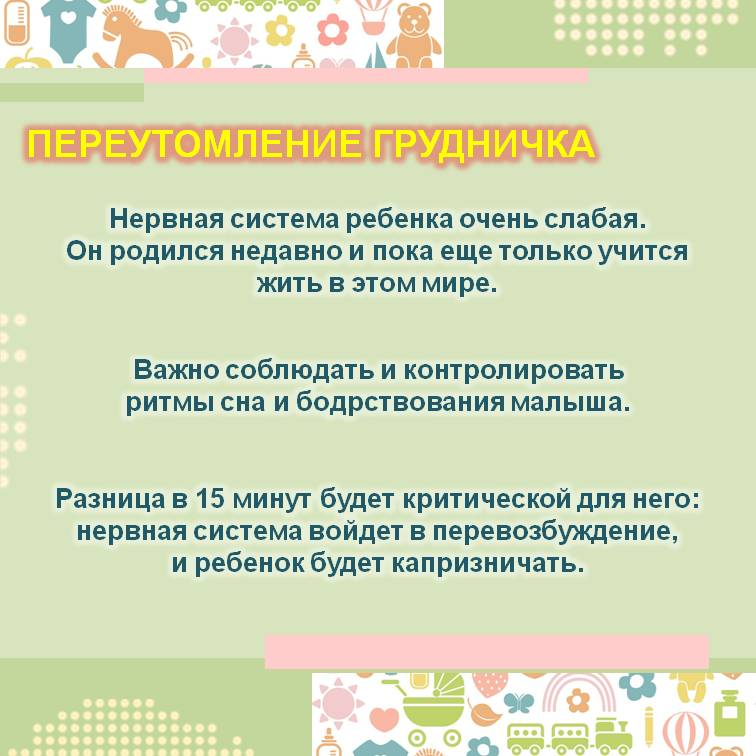 ПЕРЕУТОМЛЕНИЕ ГРУДНИЧКА
Нервная система ребенка очень слабая.
Он родился недавно и пока еще только учится
жить в этом мире.
Важно соблюдать и контролировать
ритмы сна и бодрствования малыша.
Разница в 15 минут будет критической для него:
нервная система войдет в перевозбуждение,
и ребенок будет капризничать.